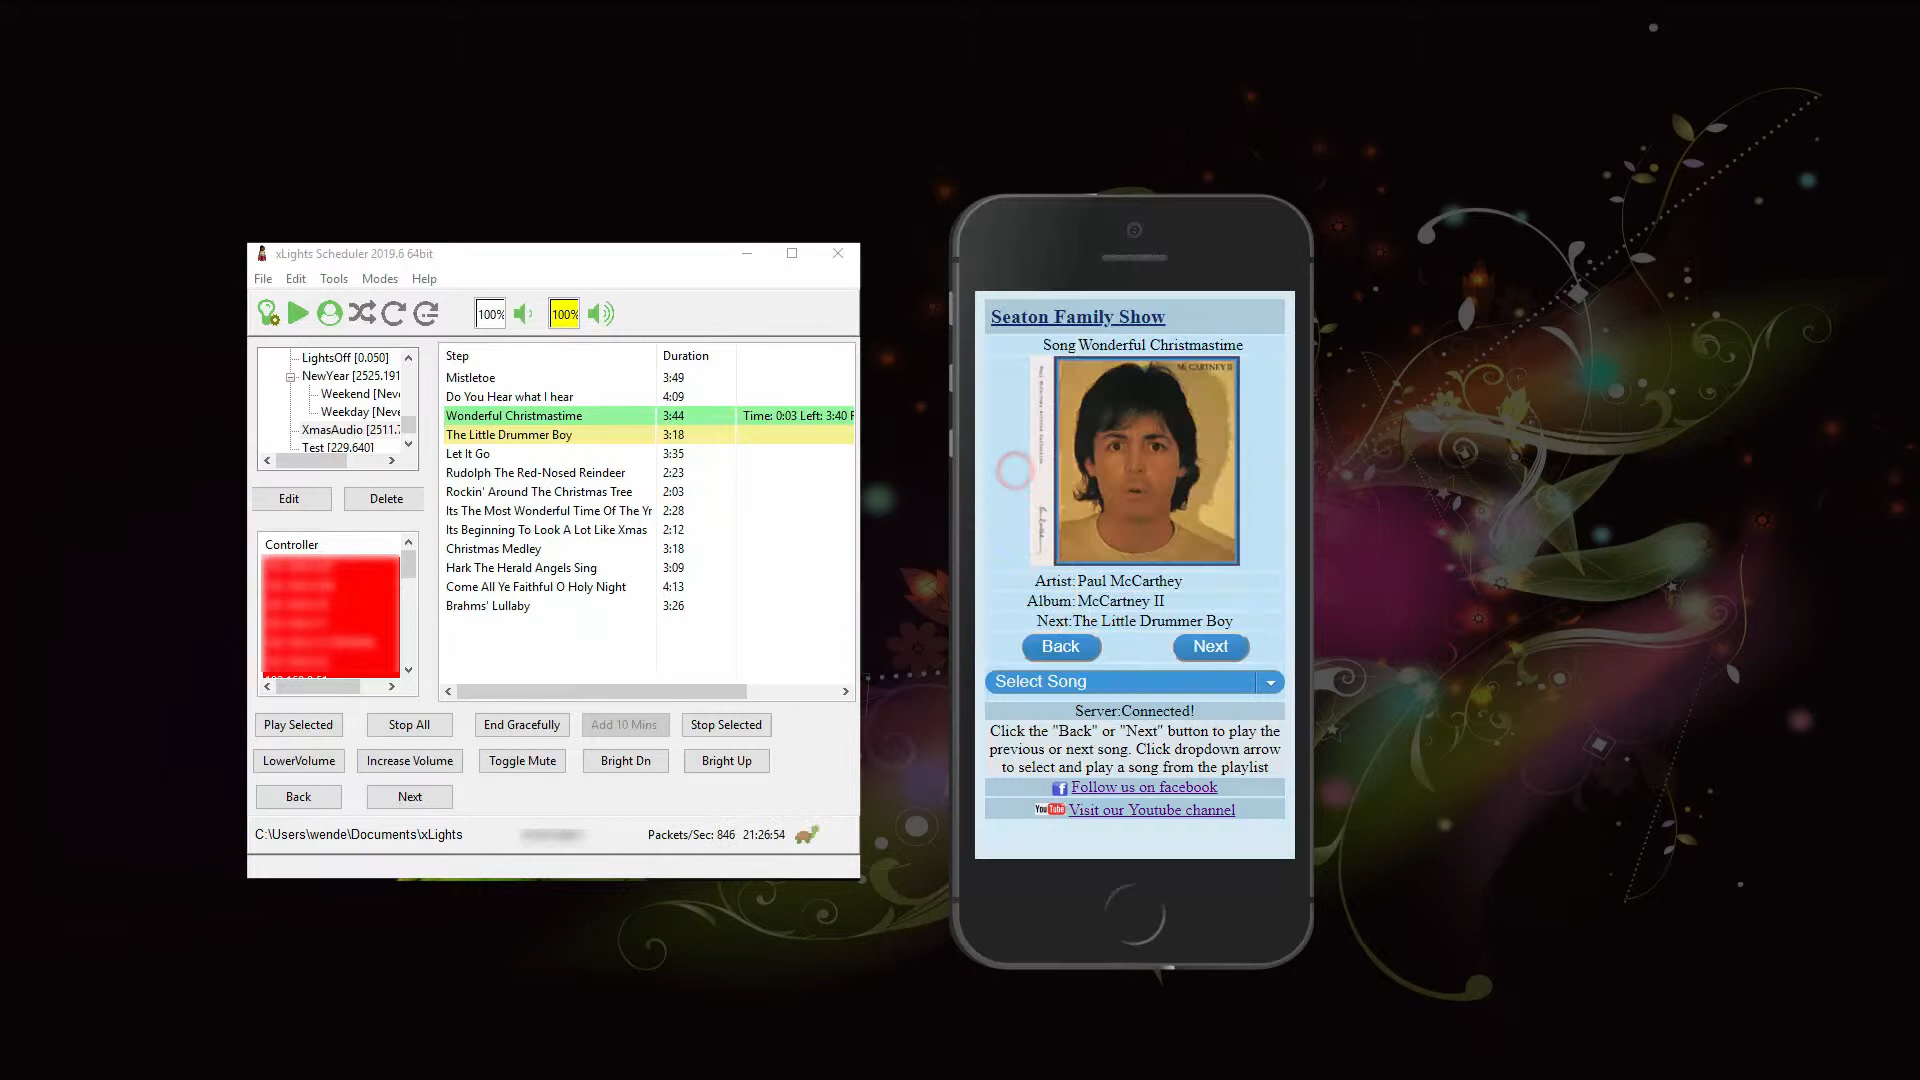 xLights Scheduler 2019.6 64bit
File Edit Tools Modes Help
100% 100%
LightsOff [0.050]
NewYear [2525.191
Weekend [Neve
Weekday [Neve
XmasAudio [2511.7
Test [229.640]
Edit Delete
Controller
Step Duration
Mistletoe 3:49
Do You Hear what I hear 4:09
Wonderful Christmastime 3:44 Time: 0:03 Left: 3:40 F
The Little Drummer Boy 3:18
Let It Go 3:35
Rudolph The Red-Nosed Reindeer 2:23
Rockin' Around The Christmas Tree 2:03
Its The Most Wonderful Time Of The Yr 2:28
Its Beginning To Look A Lot Like Xmas 2:12
Christmas Medley 3:18
Hark The Herald Angels Sing 3:09
Come All Ye Faithful O Holy Night 4:13
Brahms' Lullaby 3:26
Play Selected Stop All End Gracefully Add 10 Mins Stop Selected
LowerVolume Increase Volume Toggle Mute Bright Dn Bright Up
Back Next
C:\Users\wende\Documents\xLights Packets/Sec: 846 21:26:54
Seaton Family Show
Song Wonderful Christmastime
McCARTNEY II
Artist: Paul McCarthey
Album: McCartney II
Next:The Little Drummer Boy
Back Next
Select Song
Server:Connected!
Click the "Back" or "Next" button to play the
previous or next song. Click dropdown arrow
to select and play a song from the playlist
Follow us on facebook
YouTube Visit our Youtube channel